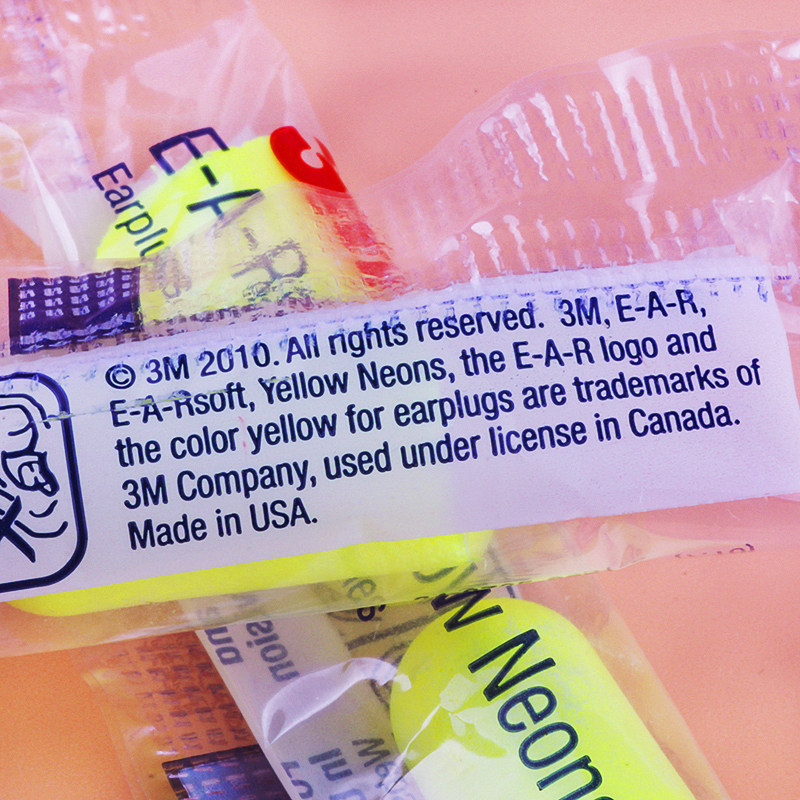 E-A-R
Earplu
3
© 3M 2010. All rights reserved. 3M, E-A-R,
E-A-Rsoft, Yellow Neons, the E-A-R logo and
the color yellow for earplugs are trademarks of
3M Company, used under license in Canada.
Made in USA.
w Neons